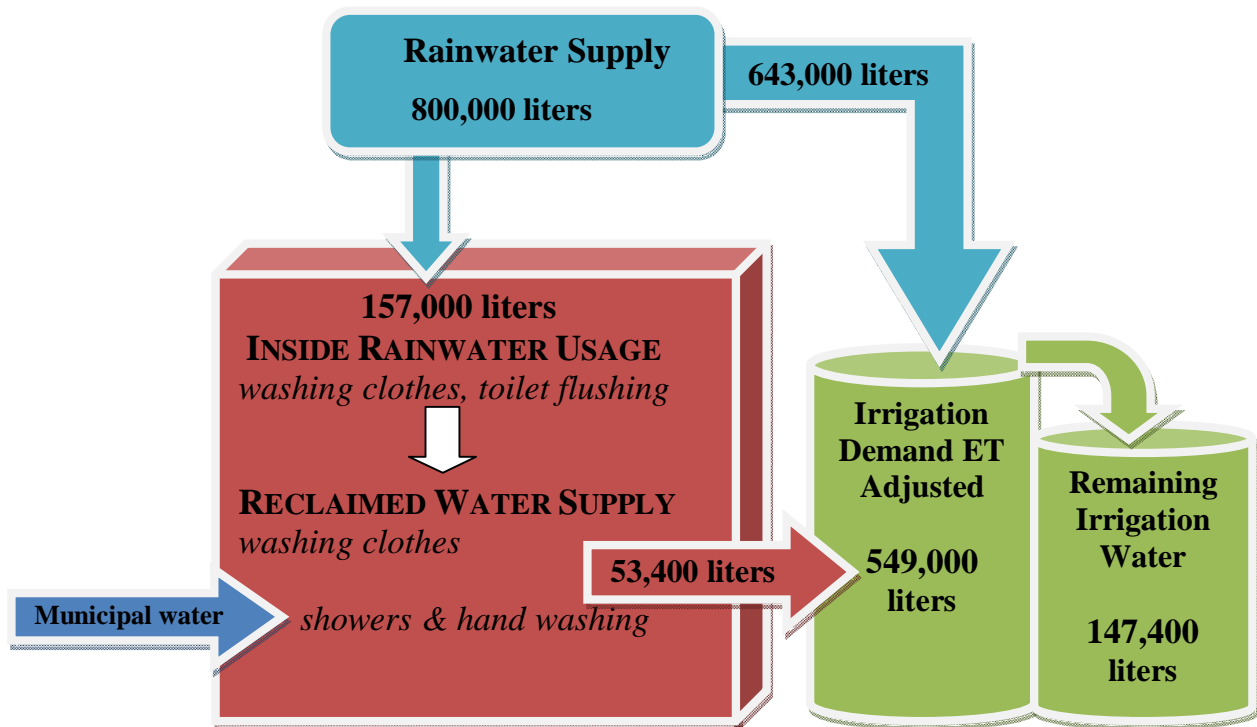 Rainwater Supply
800,000 liters
643,000 liters
157,000 liters
INSIDE RAINWATER USAGE
washing clothes, toilet flushing
RECLAIMED WATER SUPPLY
washing clothes
53,400 liters
Municipal water
showers & hand washing
Irrigation
Demand ET
Adjusted
549,000
liters
Remaining
Irrigation
Water
147,400
liters